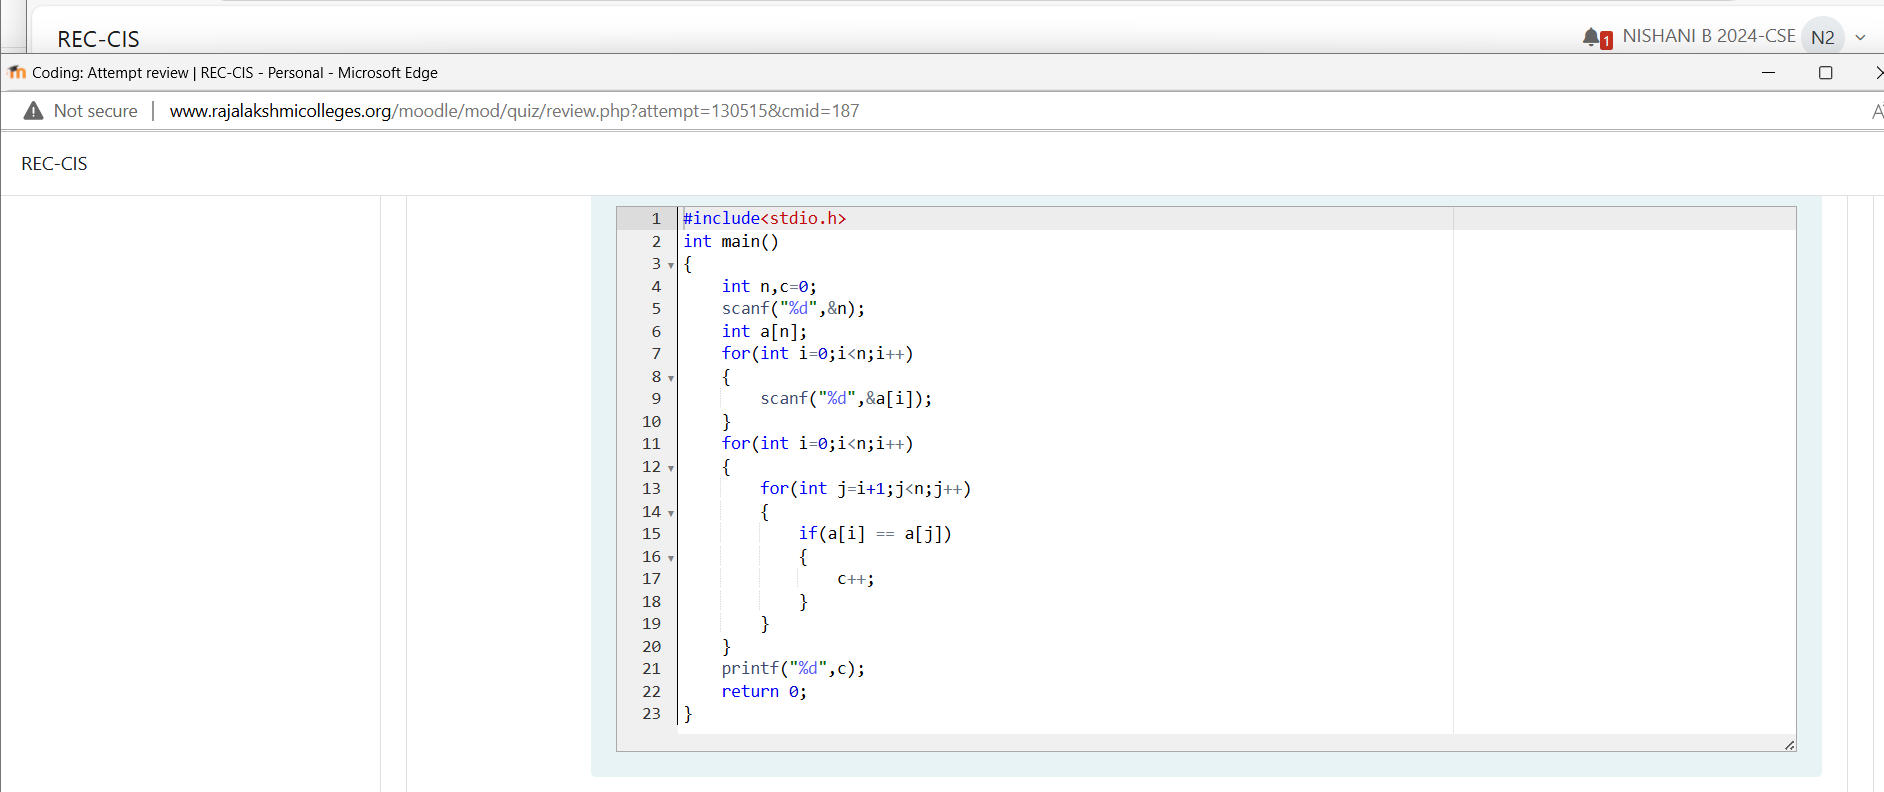 REC-CIS
1
NISHANI B 2024-CSE
N2
Coding: Attempt review | REC-CIS - Personal - Microsoft Edge
Not secure
www.rajalakshmicolleges.org/moodle/mod/quiz/review.php?attempt=130515&cmid=187
A
REC-CIS
1 #include<stdio.h>
2 int main()
3 {
4     int n,c=0;
5     scanf("%d",&n);
6     int a[n];
7     for(int i=0;i<n;i++)
8     {
9         scanf("%d",&a[i]);
10     }
11     for(int i=0;i<n;i++)
12     {
13         for(int j=i+1;j<n;j++)
14         {
15             if(a[i] == a[j])
16             {
17                 c++;
18             }
19         }
20     }
21     printf("%d",c);
22     return 0;
23 }